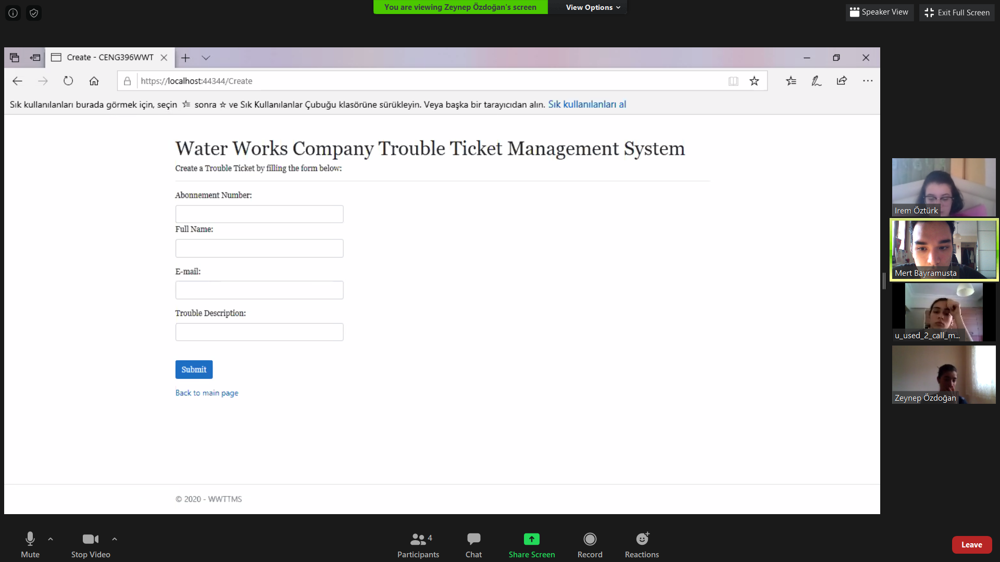 You are viewing Zeynep Özdoğan's screen
View Options
Speaker View
Exit Full Screen
Create - CENG396WWT
https://localhost:44344/Create
Sık kullanılanları burada görmek için, seçin sonra ve Sık Kullanılanlar Çubuğu klasörüne sürükleyin. Veya başka bir tarayıcıdan alın. Sık kullanılanları al
Water Works Company Trouble Ticket Management System
Create a Trouble Ticket by filling the form below:
Abonnement Number:
Full Name:
E-mail:
Trouble Description:
Submit
Back to main page
© 2020 - WWTTMS
Irem Öztürk
Mert Bayramusta
u_used_2_call_m...
Zeynep Özdoğan
Mute
Stop Video
Participants
4
Chat
Share Screen
Record
Reactions
Leave